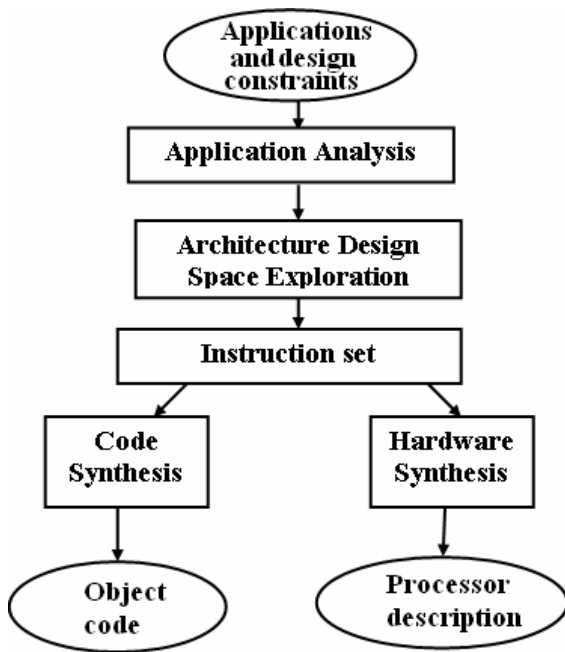 Applications
and design
constraints
Application Analysis
Architecture Design
Space Exploration
Instruction set
Code
Synthesis
Hardware
Synthesis
Object
code
Processor
description